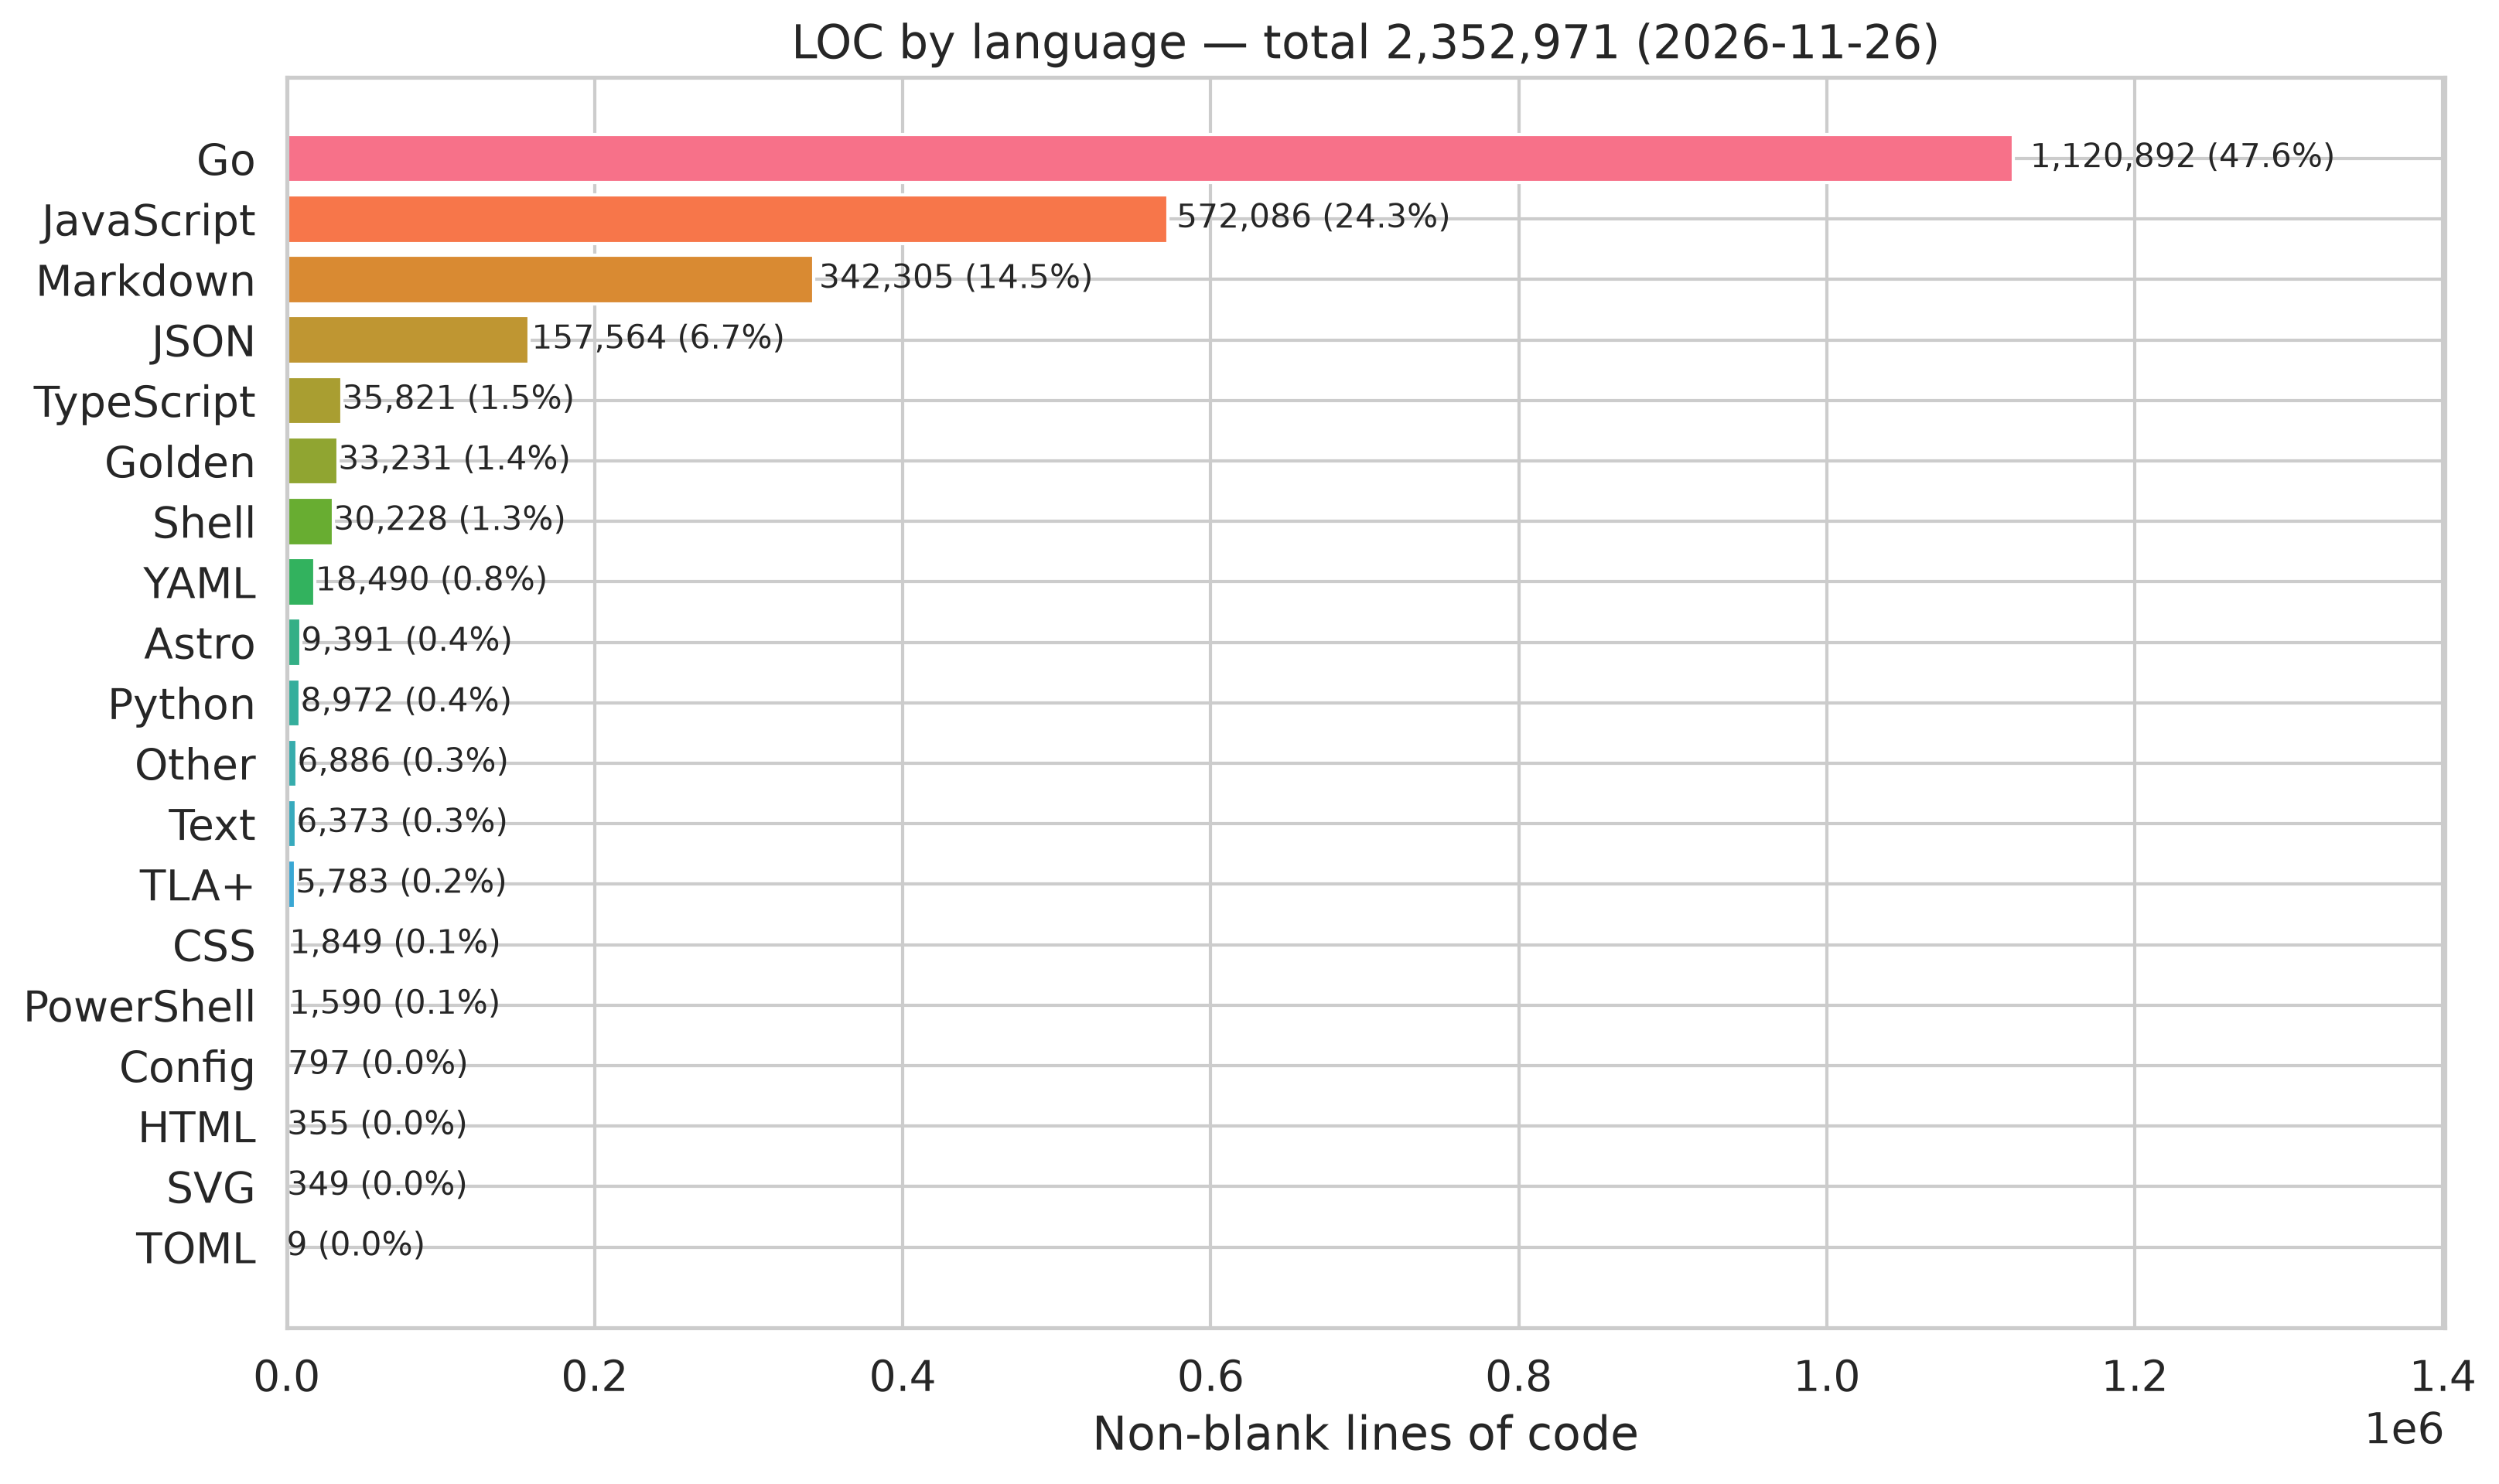 LOC by language — total 2,352,971 (2026-11-26)
Go 1,120,892 (47.6%)
JavaScript 572,086 (24.3%)
Markdown 342,305 (14.5%)
JSON 157,564 (6.7%)
TypeScript 35,821 (1.5%)
Golden 33,231 (1.4%)
Shell 30,228 (1.3%)
YAML 18,490 (0.8%)
Astro 9,391 (0.4%)
Python 8,972 (0.4%)
Other 6,886 (0.3%)
Text 6,373 (0.3%)
TLA+ 5,783 (0.2%)
CSS 1,849 (0.1%)
PowerShell 1,590 (0.1%)
Config 797 (0.0%)
HTML 355 (0.0%)
SVG 349 (0.0%)
TOML 9 (0.0%)
0.0 0.2 0.4 0.6 0.8 1.0 1.2 1.4
Non-blank lines of code
1e6